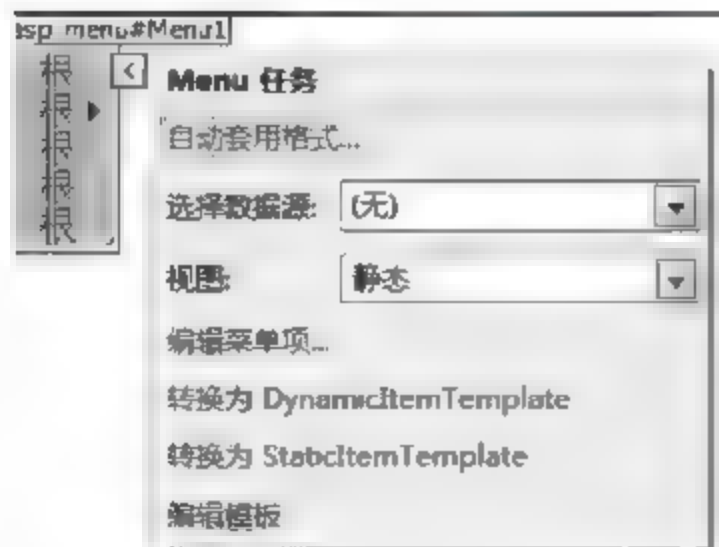 asp:menu#Menu1
根
根
根
根
根
Menu 任务
自动套用格式...
选择数据源: (无)
视图: 静态
编辑菜单项...
转换为 DynamicItemTemplate
转换为 StaticItemTemplate
编辑模板